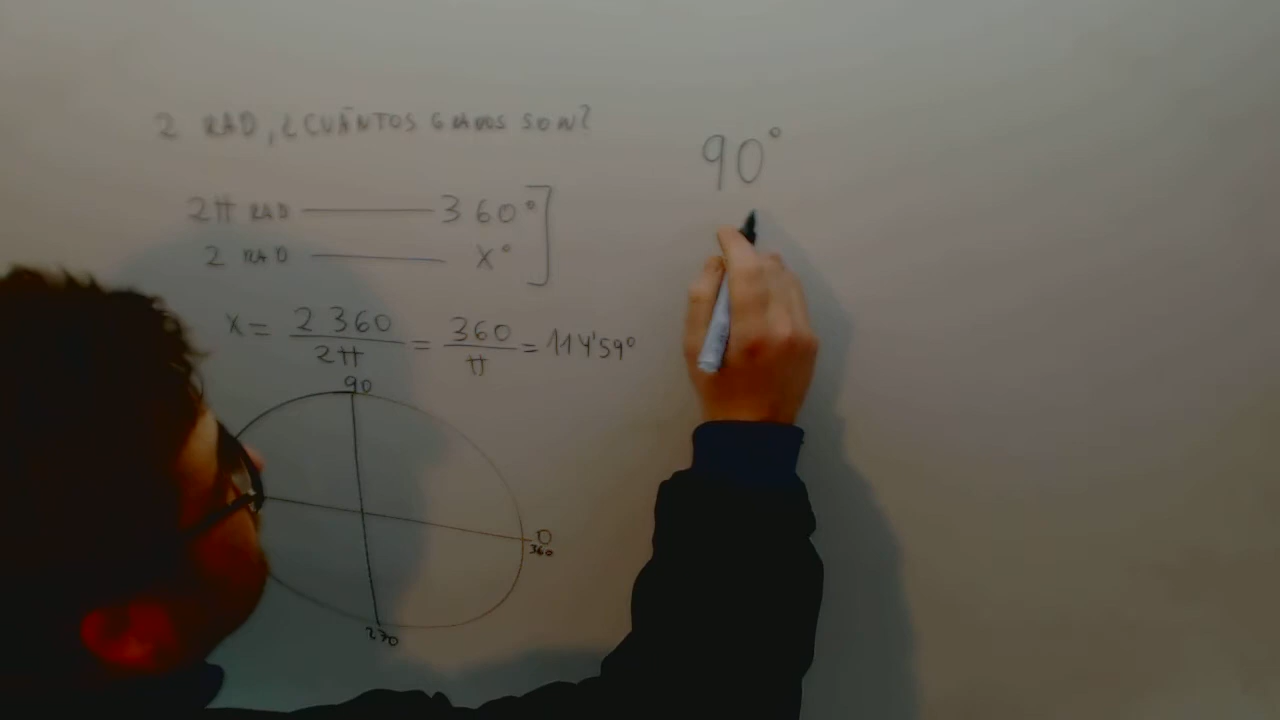 2 RAD, ¿CUÁNTOS GRADOS SON?
2π RAD 360°
2 RAD X°
X = 2 360 / 2π = 360 / π = 114'59°
90
0
360
270
90°